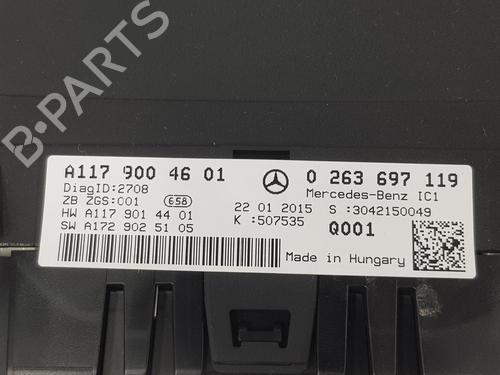 B-PARTS
A117 900 46 01
0 263 697 119
DiagID:2708
Mercedes-Benz IC1
ZB ZGS:001
658
22 01 2015 S :3042150049
HW A117 901 44 01
K :507535
Q001
SW A172 902 51 05
Made in Hungary